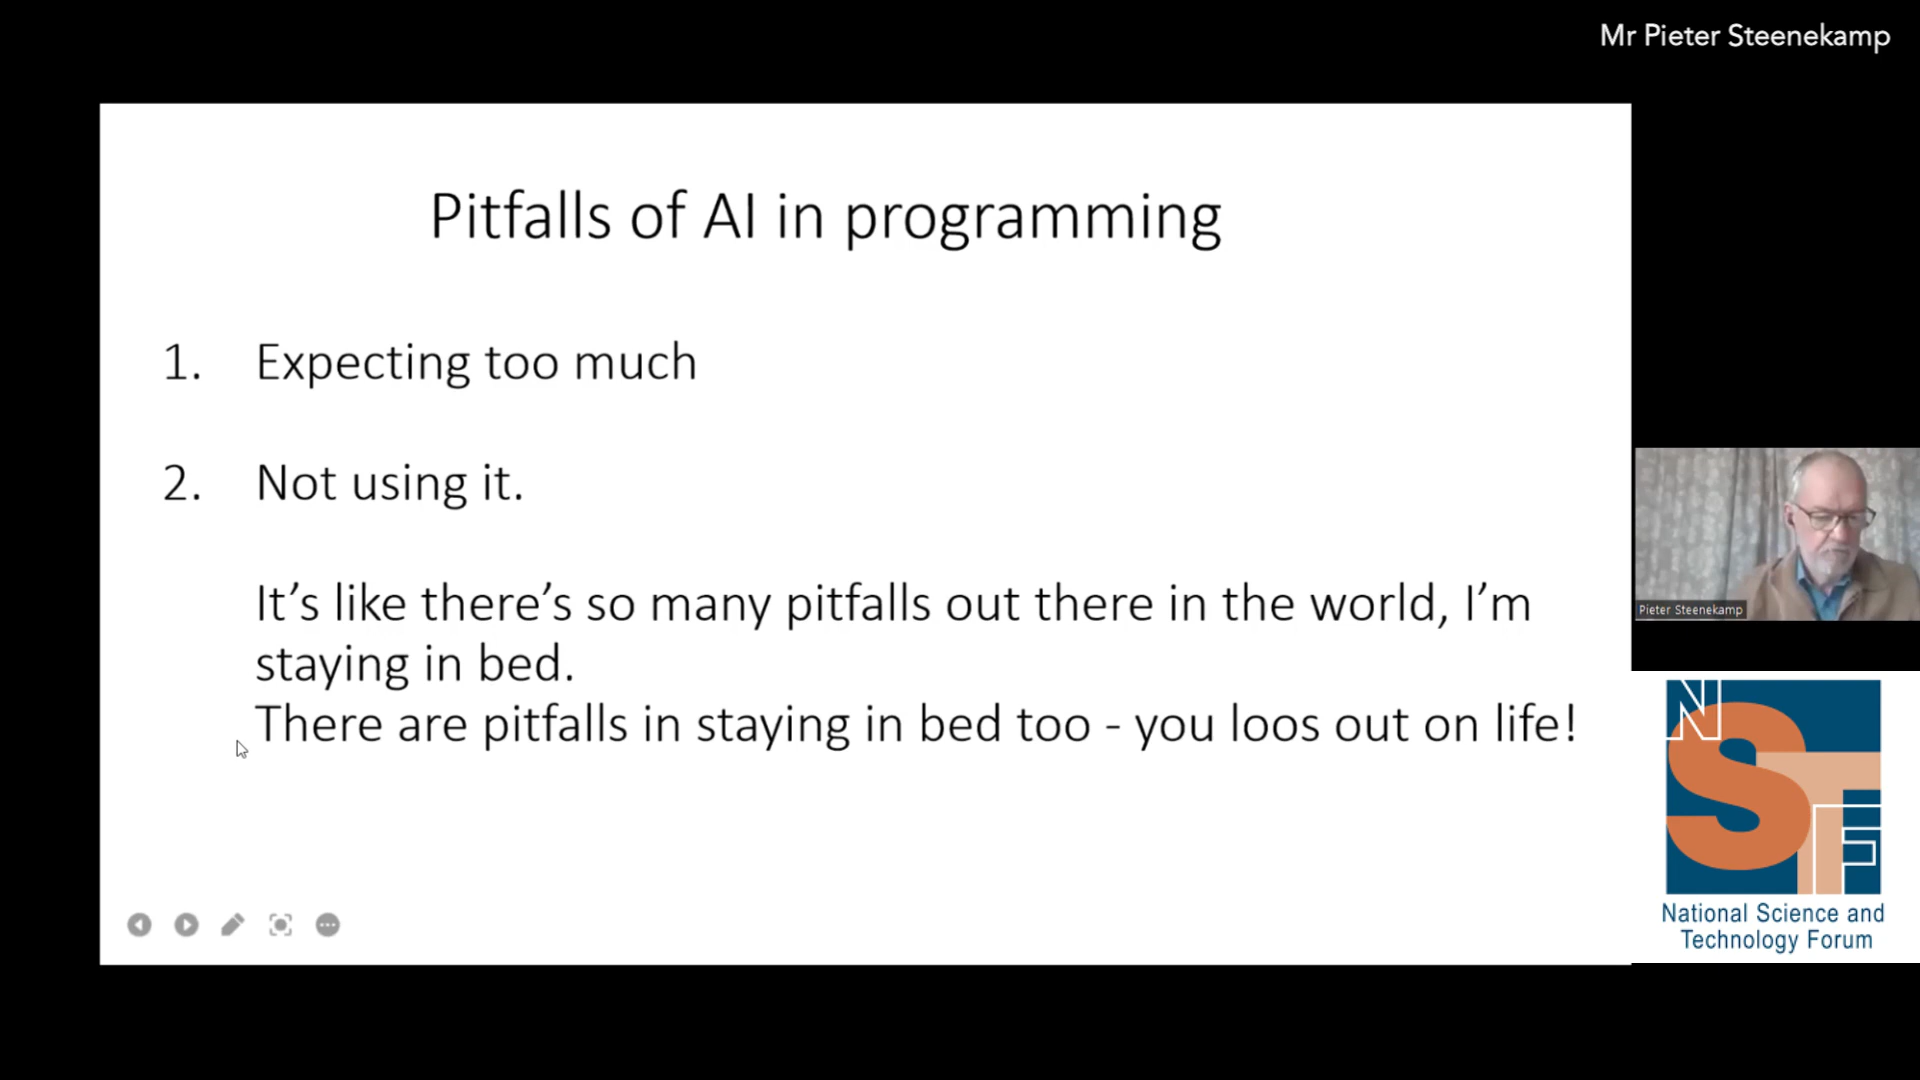 Mr Pieter Steenekamp
Pitfalls of AI in programming
1. Expecting too much
2. Not using it.
It's like there's so many pitfalls out there in the world, I'm
staying in bed.
There are pitfalls in staying in bed too - you loos out on life!
Pieter Steenekamp
NSTF
National Science and
Technology Forum